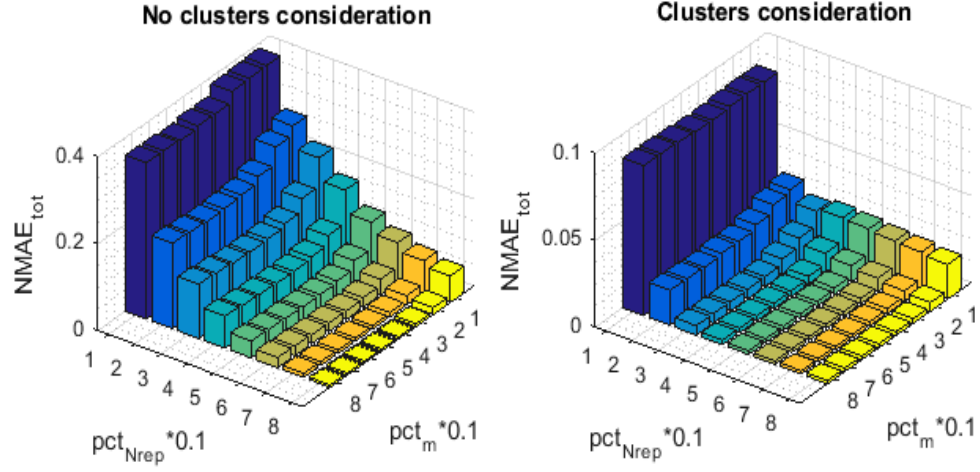 No clusters consideration
NMAE_tot
0.4
0.2
0
1 2 3 4 5 6 7 8
pct_Nrep*0.1
8 7 6 5 4 3 2 1
pct_m*0.1
Clusters consideration
NMAE_tot
0.1
0.05
0
1 2 3 4 5 6 7 8
pct_Nrep*0.1
8 7 6 5 4 3 2 1
pct_m*0.1